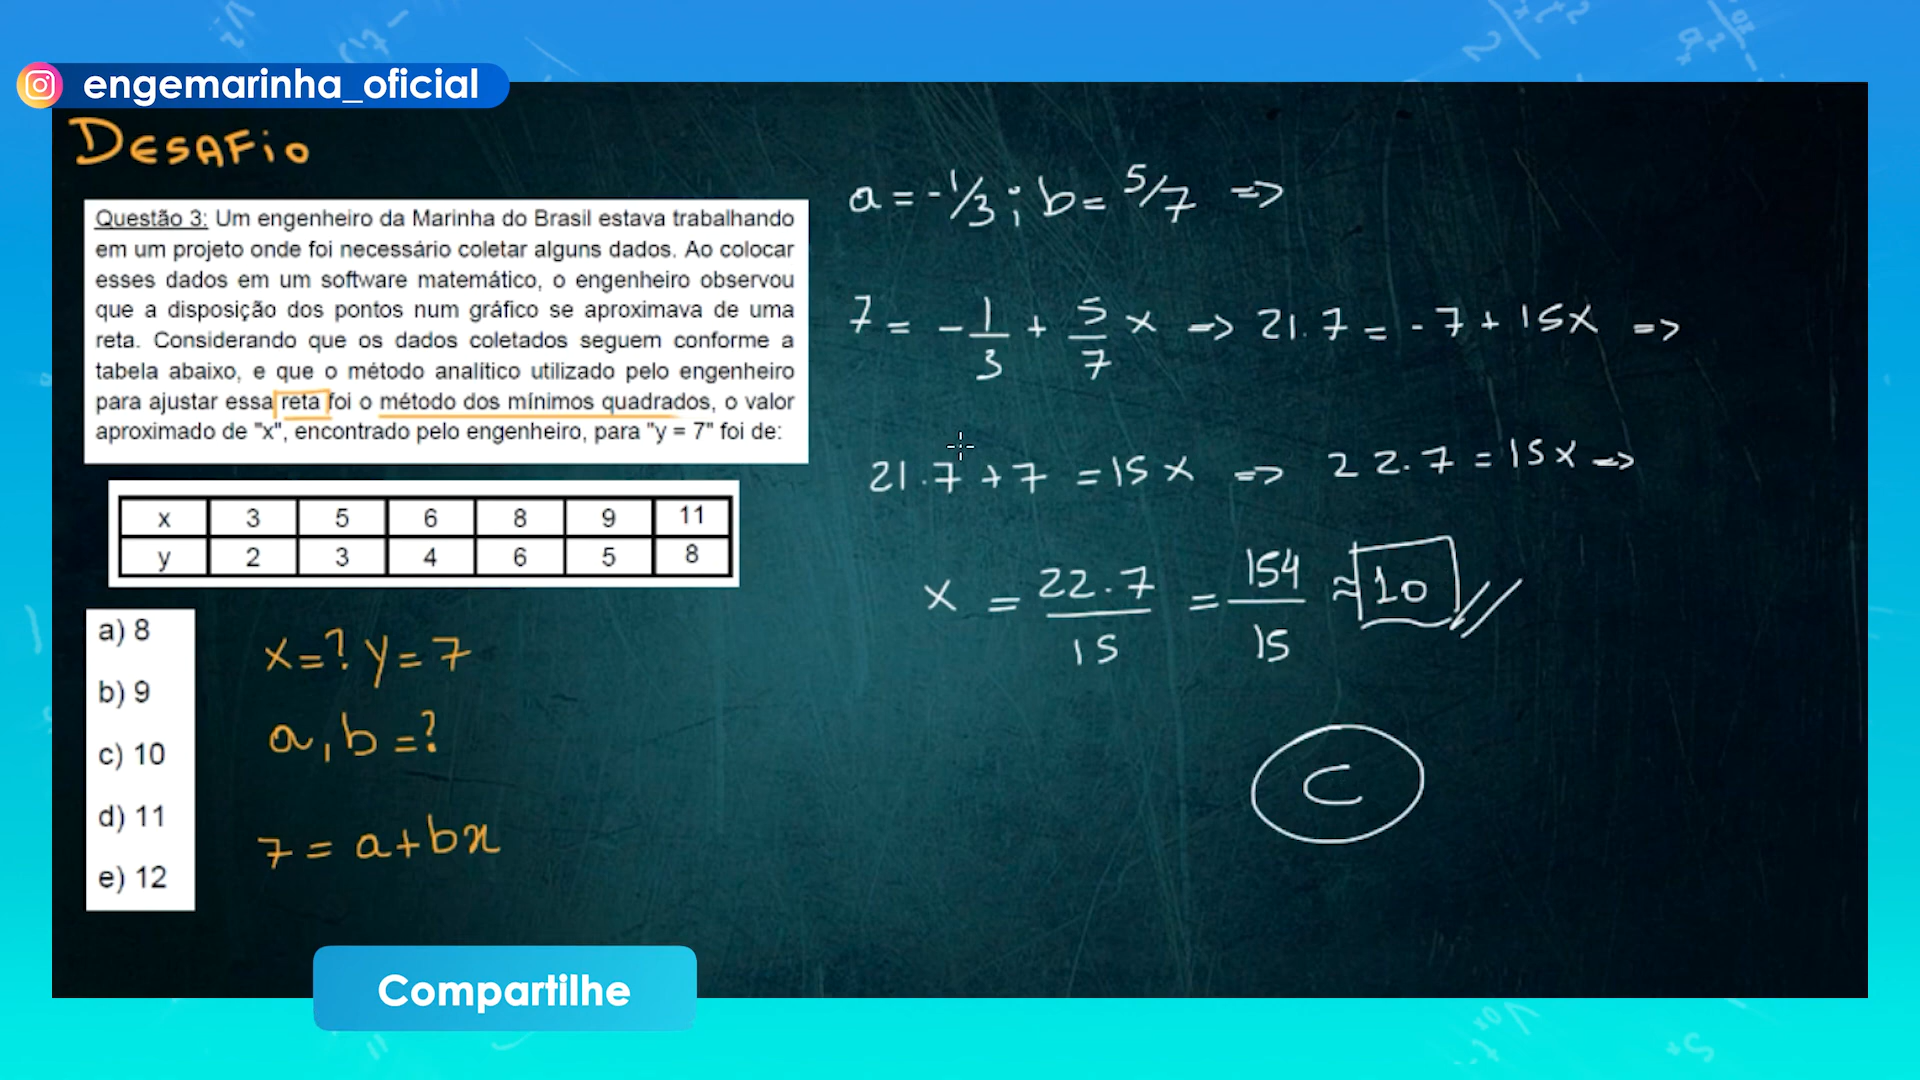 engemarinha_oficial
DESAFiO
Questão 3: Um engenheiro da Marinha do Brasil estava trabalhando
em um projeto onde foi necessário coletar alguns dados. Ao colocar
esses dados em um software matemático, o engenheiro observou
que a disposição dos pontos num gráfico se aproximava de uma
reta. Considerando que os dados coletados seguem conforme a
tabela abaixo, e que o método analítico utilizado pelo engenheiro
para ajustar essa reta foi o método dos mínimos quadrados, o valor
aproximado de "x", encontrado pelo engenheiro, para "y = 7" foi de:
x 3 5 6 8 9 11
y 2 3 4 6 5 8
a) 8
b) 9
c) 10
d) 11
e) 12
x=? y=7
a, b =?
7 = a+bx
a = -1/3 ; b= 5/7 =>
7 = -1/3 + 5/7 x => 21.7 = -7 + 15x =>
21.7 + 7 = 15x => 22.7 = 15x =>
x = 22.7/15 = 154/15 ≈ 10 //
C
Compartilhe